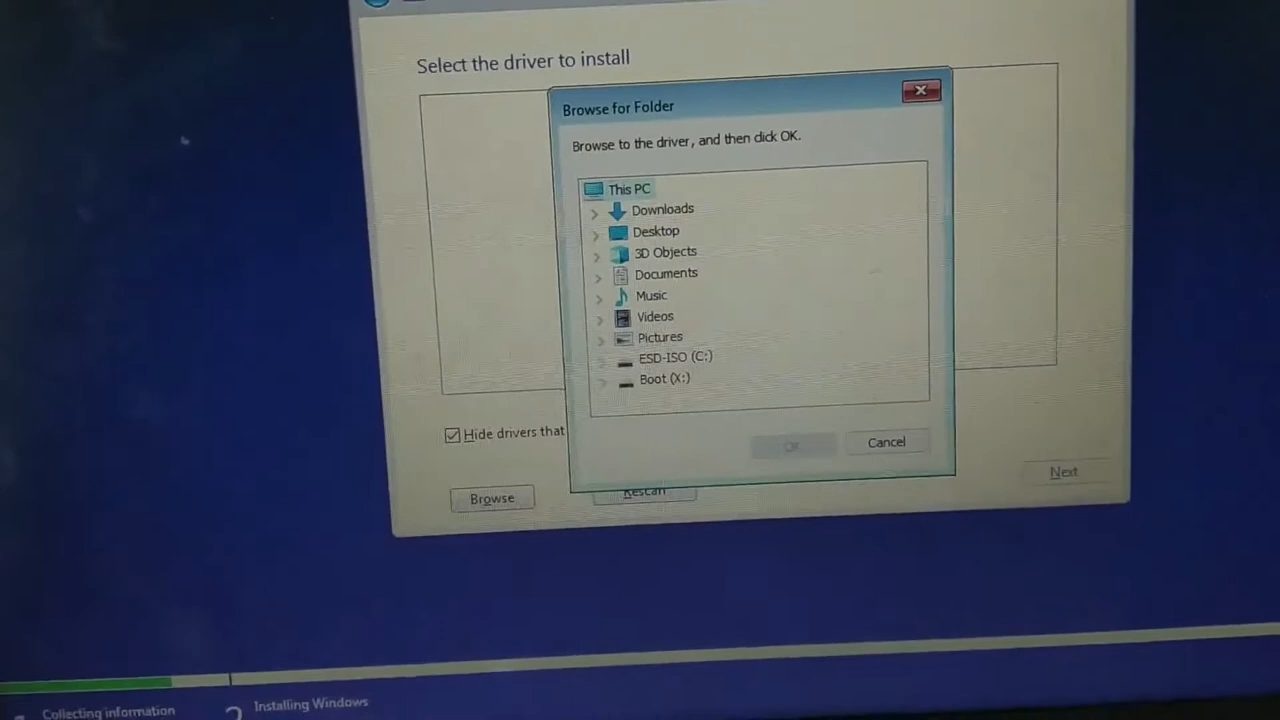 Select the driver to install
Browse for Folder
Browse to the driver, and then click OK.
This PC
Downloads
Desktop
3D Objects
Documents
Music
Videos
Pictures
ESD-ISO (C:)
Boot (X:)
Hide drivers that
OK
Cancel
Browse
Rescan
Next
Collecting information
2
Installing Windows